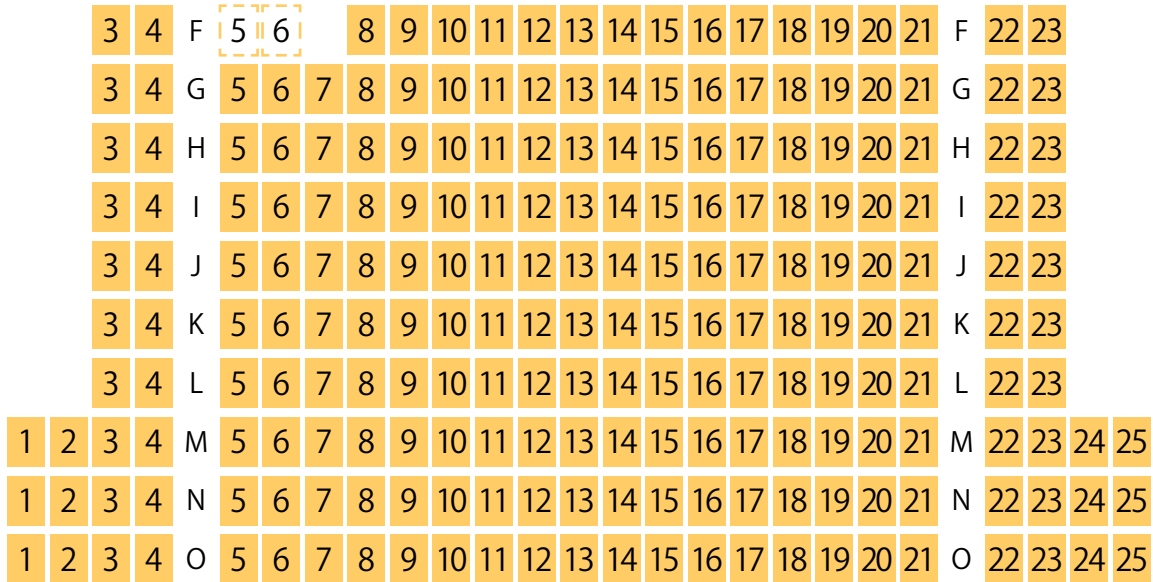 3 4 F 5 6 8 9 10 11 12 13 14 15 16 17 18 19 20 21 F 22 23
3 4 G 5 6 7 8 9 10 11 12 13 14 15 16 17 18 19 20 21 G 22 23
3 4 H 5 6 7 8 9 10 11 12 13 14 15 16 17 18 19 20 21 H 22 23
3 4 I 5 6 7 8 9 10 11 12 13 14 15 16 17 18 19 20 21 I 22 23
3 4 J 5 6 7 8 9 10 11 12 13 14 15 16 17 18 19 20 21 J 22 23
3 4 K 5 6 7 8 9 10 11 12 13 14 15 16 17 18 19 20 21 K 22 23
3 4 L 5 6 7 8 9 10 11 12 13 14 15 16 17 18 19 20 21 L 22 23
1 2 3 4 M 5 6 7 8 9 10 11 12 13 14 15 16 17 18 19 20 21 M 22 23 24 25
1 2 3 4 N 5 6 7 8 9 10 11 12 13 14 15 16 17 18 19 20 21 N 22 23 24 25
1 2 3 4 O 5 6 7 8 9 10 11 12 13 14 15 16 17 18 19 20 21 O 22 23 24 25